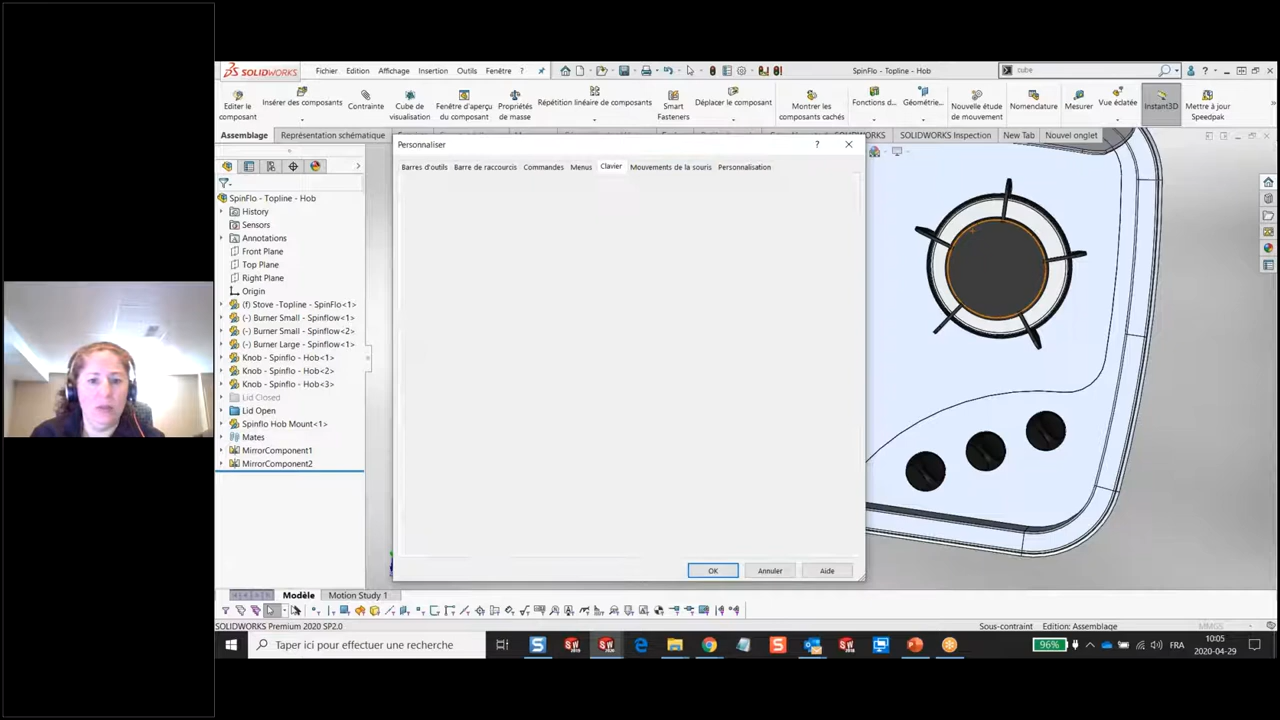 SOLIDWORKS
Fichier Edition Affichage Insertion Outils Fenêtre ?
SpinFlo - Topline - Hob
cube
Editer le composant
Insérer des composants
Contrainte
Cube de visualisation
Fenêtre d'aperçu du composant
Propriétés de masse
Répétition linéaire de composants
Smart Fasteners
Déplacer le composant
Montrer les composants cachés
Fonctions d...
Géométrie...
Nouvelle étude de mouvement
Nomenclature
Mesurer
Vue éclatée
Instant3D
Mettre à jour Speedpak
Assemblage
Représentation schématique
SOLIDWORKS Inspection
New Tab
Nouvel onglet
Personnaliser
Barres d'outils
Barre de raccourcis
Commandes
Menus
Clavier
Mouvements de la souris
Personnalisation
SpinFlo - Topline - Hob
History
Sensors
Annotations
Front Plane
Top Plane
Right Plane
Origin
(f) Stove -Topline - SpinFlo<1>
(-) Burner Small - Spinflow<1>
(-) Burner Small - Spinflow<2>
(-) Burner Large - Spinflow<1>
Knob - Spinflo - Hob<1>
Knob - Spinflo - Hob<2>
Knob - Spinflo - Hob<3>
Lid Closed
Lid Open
Spinflo Hob Mount<1>
Mates
MirrorComponent1
MirrorComponent2
OK
Annuler
Aide
Modèle
Motion Study 1
SOLIDWORKS Premium 2020 SP2.0
Sous-contraint
Edition: Assemblage
MMGS
Taper ici pour effectuer une recherche
96%
FRA
10:05
2020-04-29